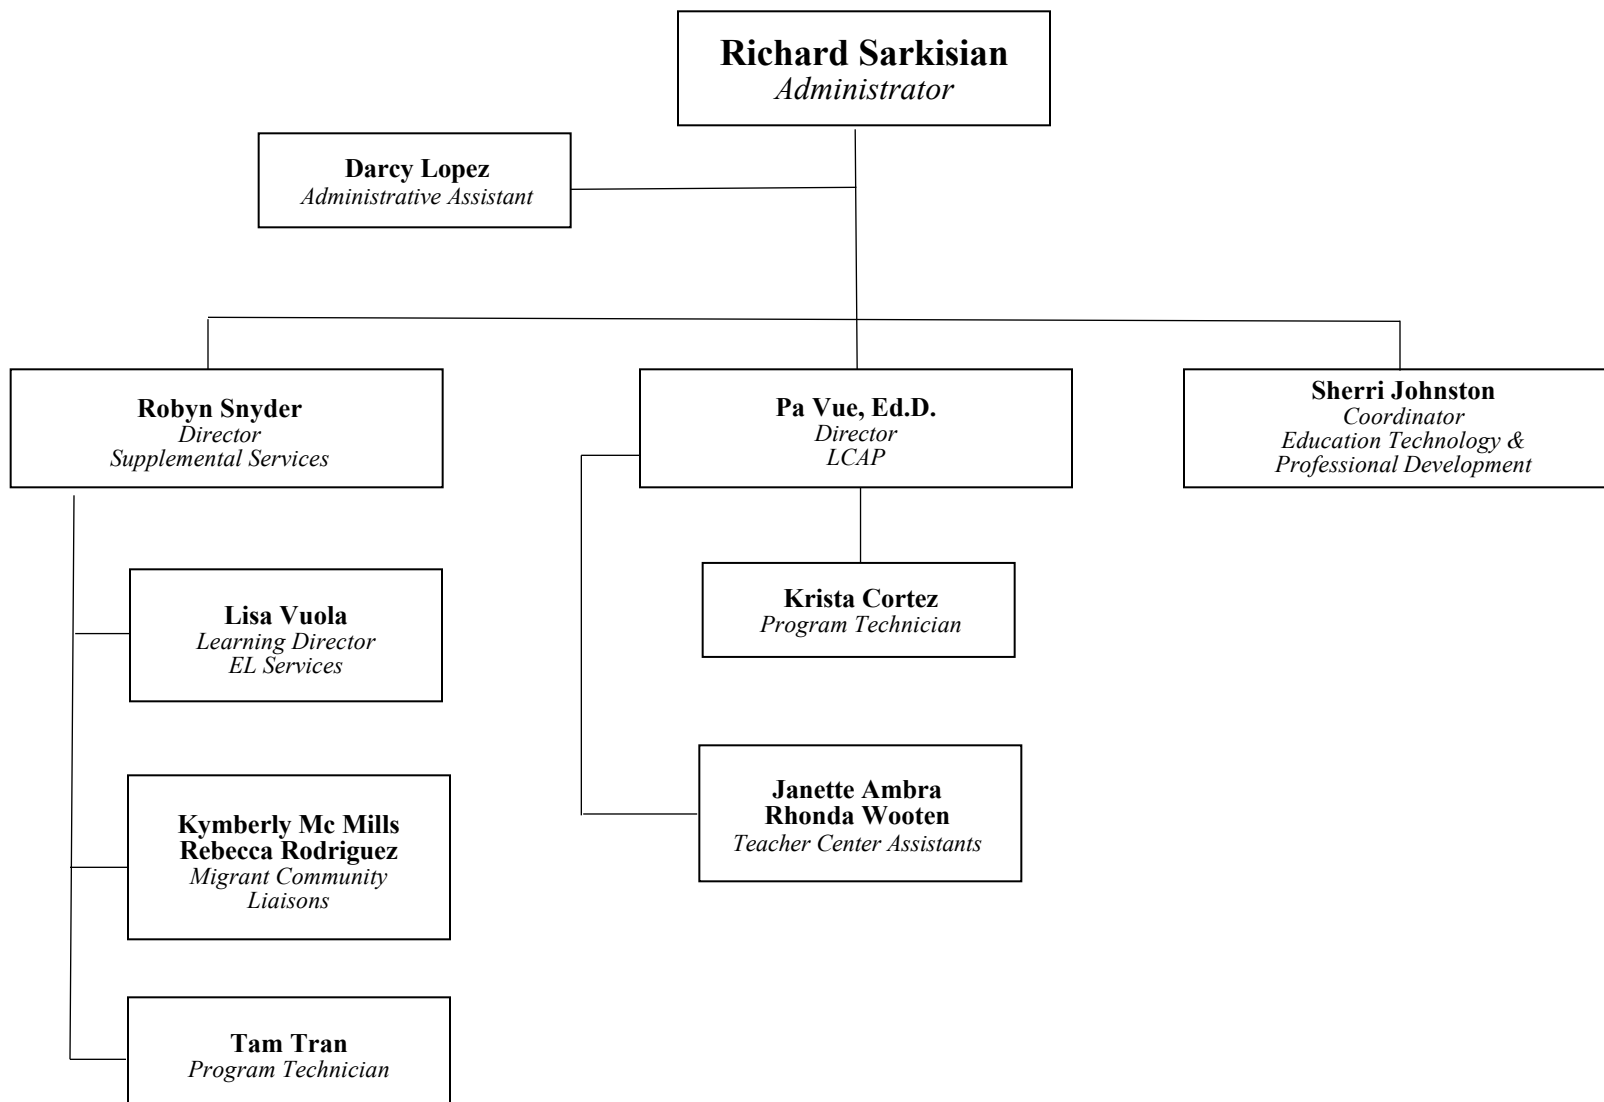 Richard Sarkisian
Administrator
Darcy Lopez
Administrative Assistant
Robyn Snyder
Director
Supplemental Services
Pa Vue, Ed.D.
Director
LCAP
Sherri Johnston
Coordinator
Education Technology &
Professional Development
Lisa Vuola
Learning Director
EL Services
Krista Cortez
Program Technician
Kymberly Mc Mills
Rebecca Rodriguez
Migrant Community
Liaisons
Janette Ambra
Rhonda Wooten
Teacher Center Assistants
Tam Tran
Program Technician